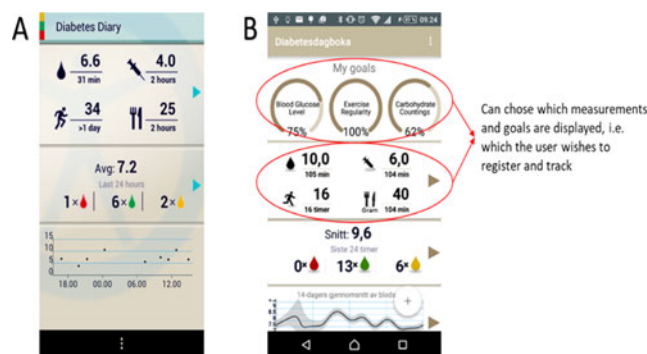 A
Diabetes Diary
6.6
31 min
4.0
2 hours
34
>1 day
25
2 hours
Avg: 7.2
Last 24 hours
1× 6× 2×
15
10
5
0
18.00 00.00 06.00 12.00
B
09:24
Diabetesdagboka
My goals
Blood Glucose Level
75%
Exercise Regularity
100%
Carbohydrate Countings
62%
10,0
105 min
6,0
104 min
16
16 timer
Gram
40
104 min
Snitt: 9,6
Siste 24 timer
0× 13× 6×
14-dagers gjennomsnitt av blods
+
Can chose which measurements
and goals are displayed, i.e.
which the user wishes to
register and track